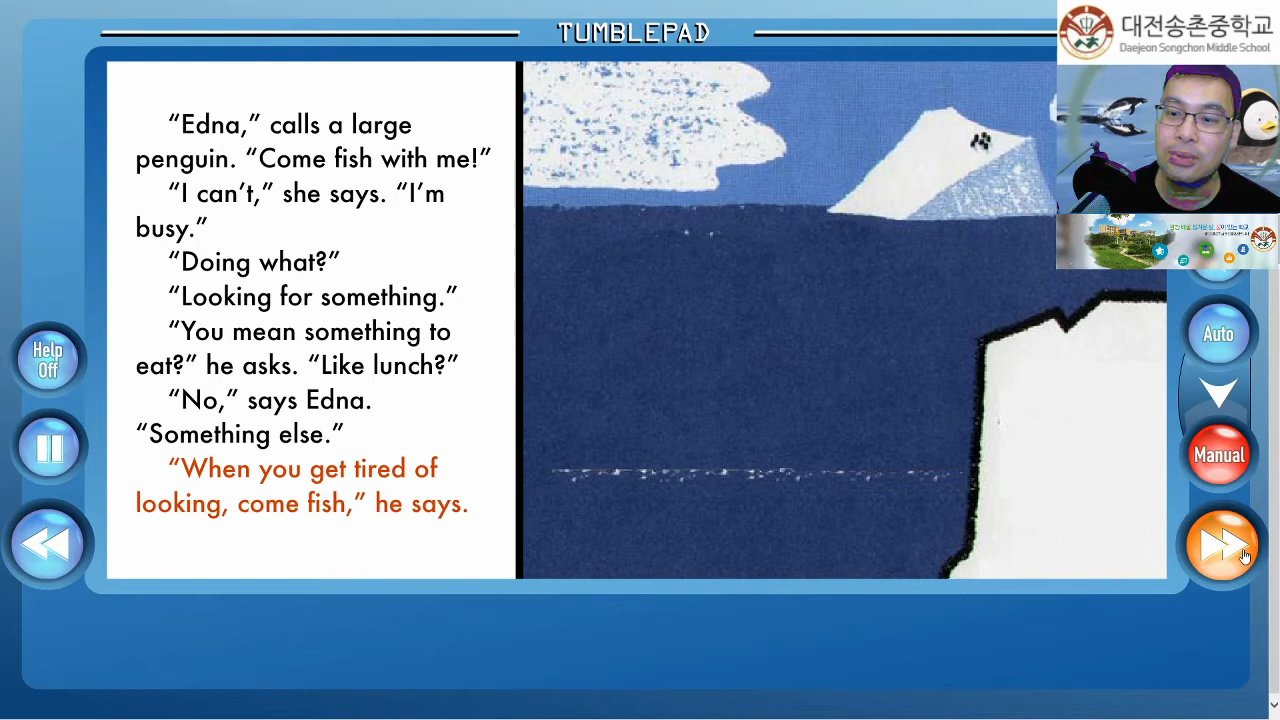 TUMBLEPAD
대전송촌중학교
Daejeon Songchon Middle School
“Edna,” calls a large
penguin. “Come fish with me!”
“I can’t,” she says. “I’m
busy.”
“Doing what?”
“Looking for something.”
“You mean something to
eat?” he asks. “Like lunch?”
“No,” says Edna.
“Something else.”
“When you get tired of
looking, come fish,” he says.
Help
Off
Auto
Manual